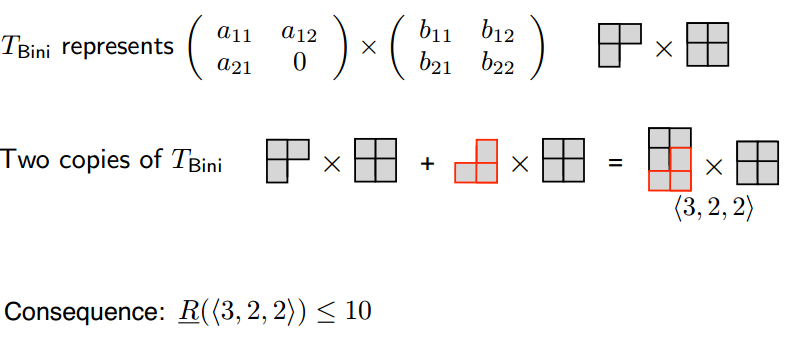 T_Bini represents ( a11 a12 ) × ( b11 b12 ) ×
( a21 0 ) ( b21 b22 )
Two copies of T_Bini × + × = ×
⟨3, 2, 2⟩
Consequence: R(⟨3, 2, 2⟩) ≤ 10